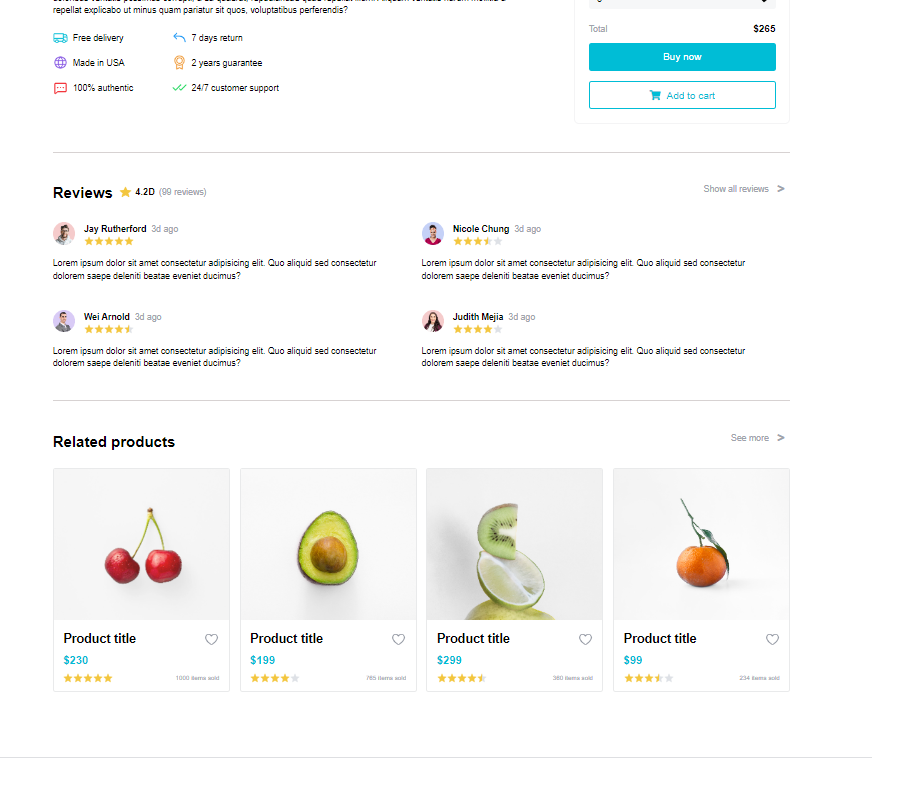 repellat explicabo ut minus quam pariatur sit quos, voluptatibus perferendis?
Total $265
Free delivery 7 days return
Buy now
Made in USA 2 years guarantee
100% authentic 24/7 customer support
Add to cart
Reviews 4.2D (99 reviews)
Show all reviews >
Jay Rutherford 3d ago
Lorem ipsum dolor sit amet consectetur adipisicing elit. Quo aliquid sed consectetur
dolorem saepe deleniti beatae eveniet ducimus?
Nicole Chung 3d ago
Lorem ipsum dolor sit amet consectetur adipisicing elit. Quo aliquid sed consectetur
dolorem saepe deleniti beatae eveniet ducimus?
Wei Arnold 3d ago
Lorem ipsum dolor sit amet consectetur adipisicing elit. Quo aliquid sed consectetur
dolorem saepe deleniti beatae eveniet ducimus?
Judith Mejia 3d ago
Lorem ipsum dolor sit amet consectetur adipisicing elit. Quo aliquid sed consectetur
dolorem saepe deleniti beatae eveniet ducimus?
Related products
See more >
Product title
$230
1000 items sold
Product title
$199
765 items sold
Product title
$299
360 items sold
Product title
$99
234 items sold